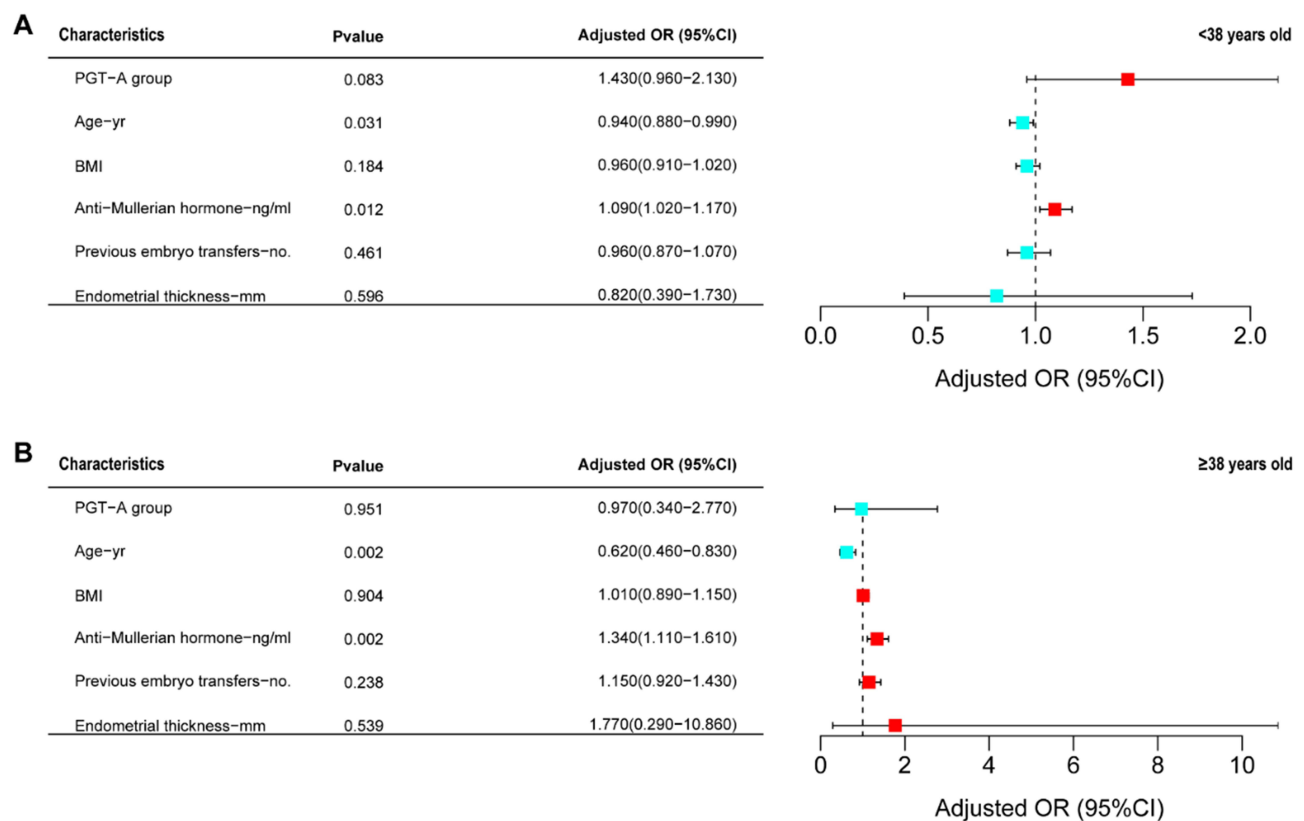 A
Characteristics Pvalue Adjusted OR (95%CI) <38 years old
PGT−A group 0.083 1.430(0.960−2.130)
Age−yr 0.031 0.940(0.880−0.990)
BMI 0.184 0.960(0.910−1.020)
Anti−Mullerian hormone−ng/ml 0.012 1.090(1.020−1.170)
Previous embryo transfers−no. 0.461 0.960(0.870−1.070)
Endometrial thickness−mm 0.596 0.820(0.390−1.730)
0.0 0.5 1.0 1.5 2.0
Adjusted OR (95%CI)
B
Characteristics Pvalue Adjusted OR (95%CI) ≥38 years old
PGT−A group 0.951 0.970(0.340−2.770)
Age−yr 0.002 0.620(0.460−0.830)
BMI 0.904 1.010(0.890−1.150)
Anti−Mullerian hormone−ng/ml 0.002 1.340(1.110−1.610)
Previous embryo transfers−no. 0.238 1.150(0.920−1.430)
Endometrial thickness−mm 0.539 1.770(0.290−10.860)
0 2 4 6 8 10
Adjusted OR (95%CI)